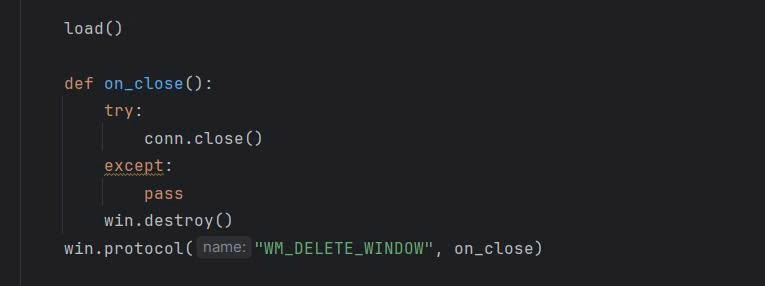 load()
def on_close():
try:
conn.close()
except:
pass
win.destroy()
win.protocol(name: "WM_DELETE_WINDOW", on_close)